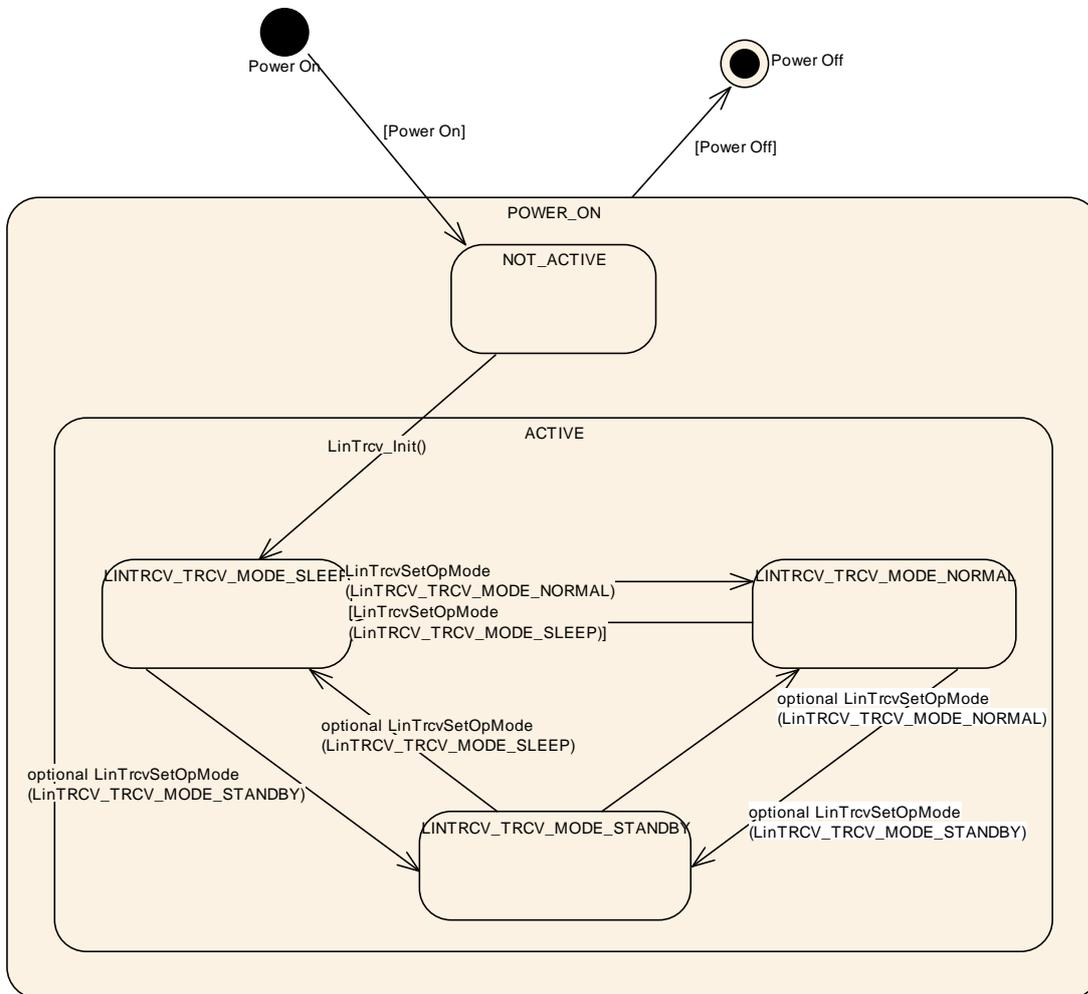 Power On
Power Off
[Power On]
[Power Off]
POWER_ON
NOT_ACTIVE
ACTIVE
LinTrcv_Init()
LINTRCV_TRCV_MODE_SLEEP
LinTrcvSetOpMode
(LinTRCV_TRCV_MODE_NORMAL)
[LinTrcvSetOpMode
(LinTRCV_TRCV_MODE_SLEEP)]
LINTRCV_TRCV_MODE_NORMAL
optional LinTrcvSetOpMode
(LinTRCV_TRCV_MODE_NORMAL)
optional LinTrcvSetOpMode
(LinTRCV_TRCV_MODE_SLEEP)
optional LinTrcvSetOpMode
(LinTRCV_TRCV_MODE_STANDBY)
LINTRCV_TRCV_MODE_STANDBY
optional LinTrcvSetOpMode
(LinTRCV_TRCV_MODE_STANDBY)